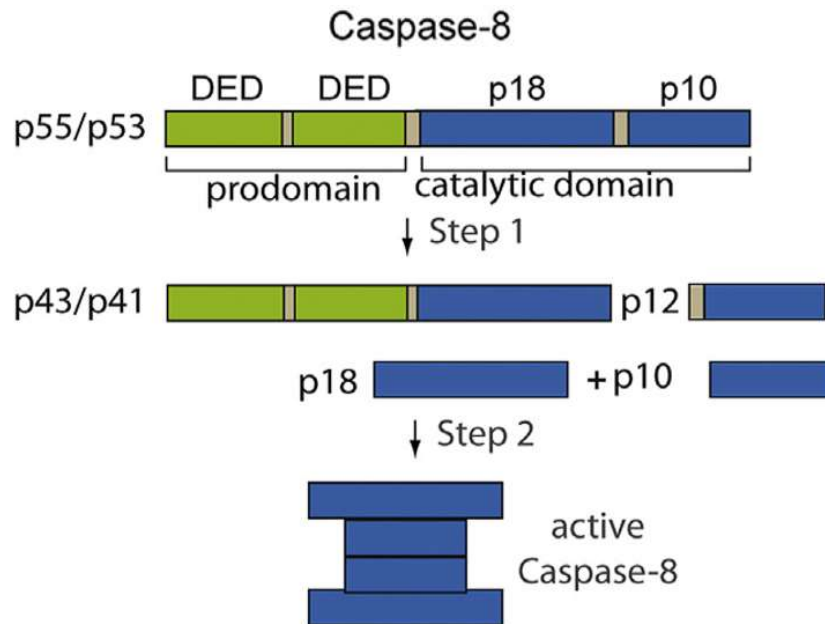 Caspase-8
DED DED p18 p10
p55/p53
prodomain catalytic domain
Step 1
p43/p41 p12
p18 + p10
Step 2
active
Caspase-8